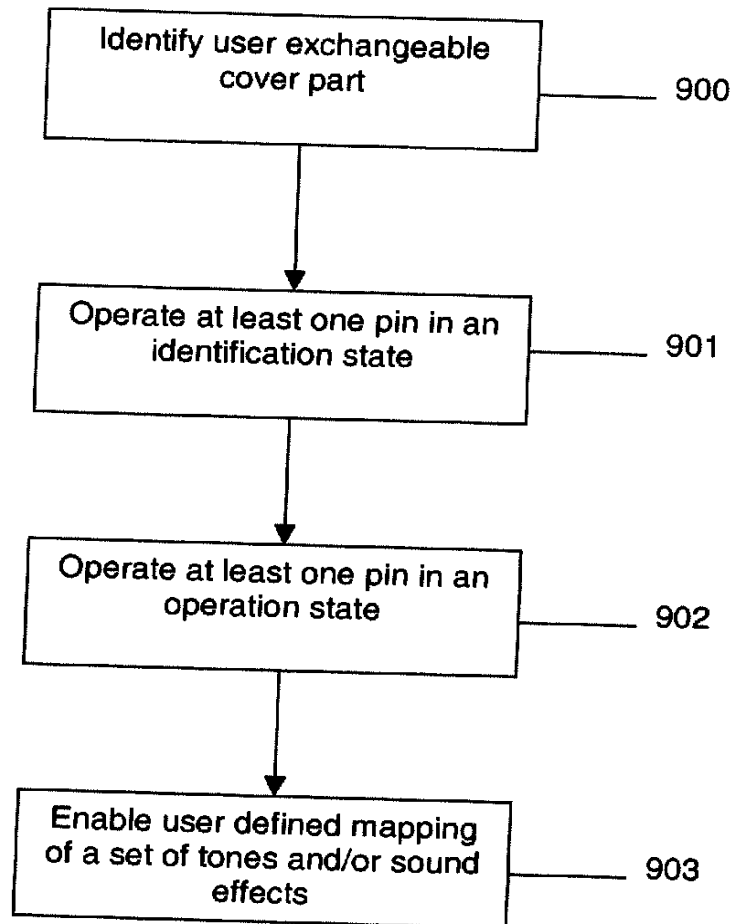 Identify user exchangeable
cover part
900
Operate at least one pin in an
identification state
901
Operate at least one pin in an
operation state
902
Enable user defined mapping
of a set of tones and/or sound
effects
903